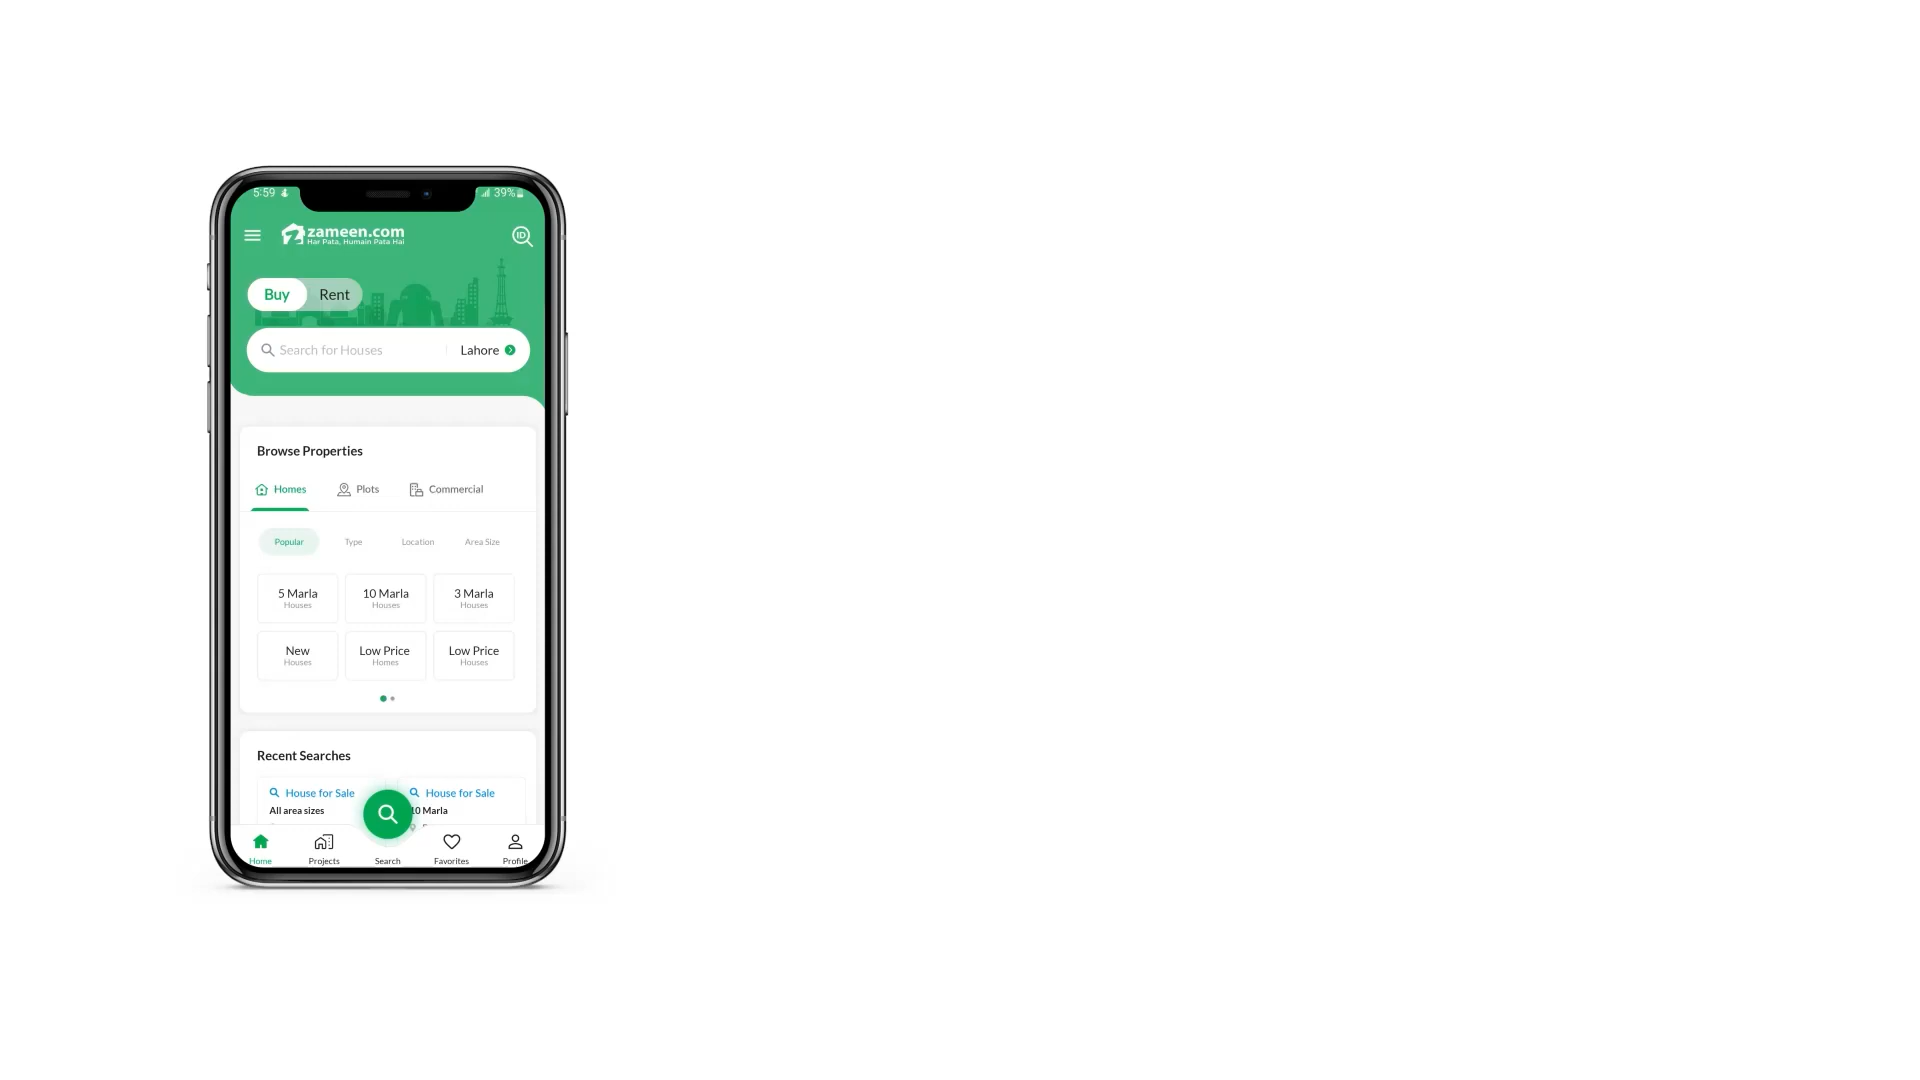 5:59 39%
zameen.com
Har Pata, Humain Pata Hai
ID
Buy Rent
Search for Houses Lahore
Browse Properties
Homes Plots Commercial
Popular Type Location Area Size
5 Marla 10 Marla 3 Marla
Houses Houses Houses
New Low Price Low Price
Houses Homes Houses
Recent Searches
House for Sale House for Sale
All area sizes 10 Marla
Home Projects Search Favorites Profile